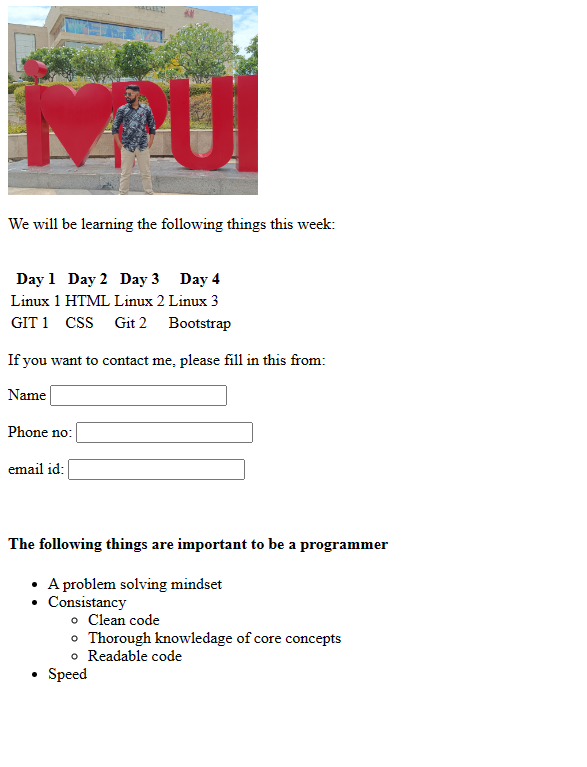 i PU
We will be learning the following things this week:
Day 1 Day 2 Day 3 Day 4
Linux 1 HTML Linux 2 Linux 3
GIT 1 CSS Git 2 Bootstrap
If you want to contact me, please fill in this from:
Name
Phone no:
email id:
The following things are important to be a programmer
A problem solving mindset
Consistancy
Clean code
Thorough knowledage of core concepts
Readable code
Speed